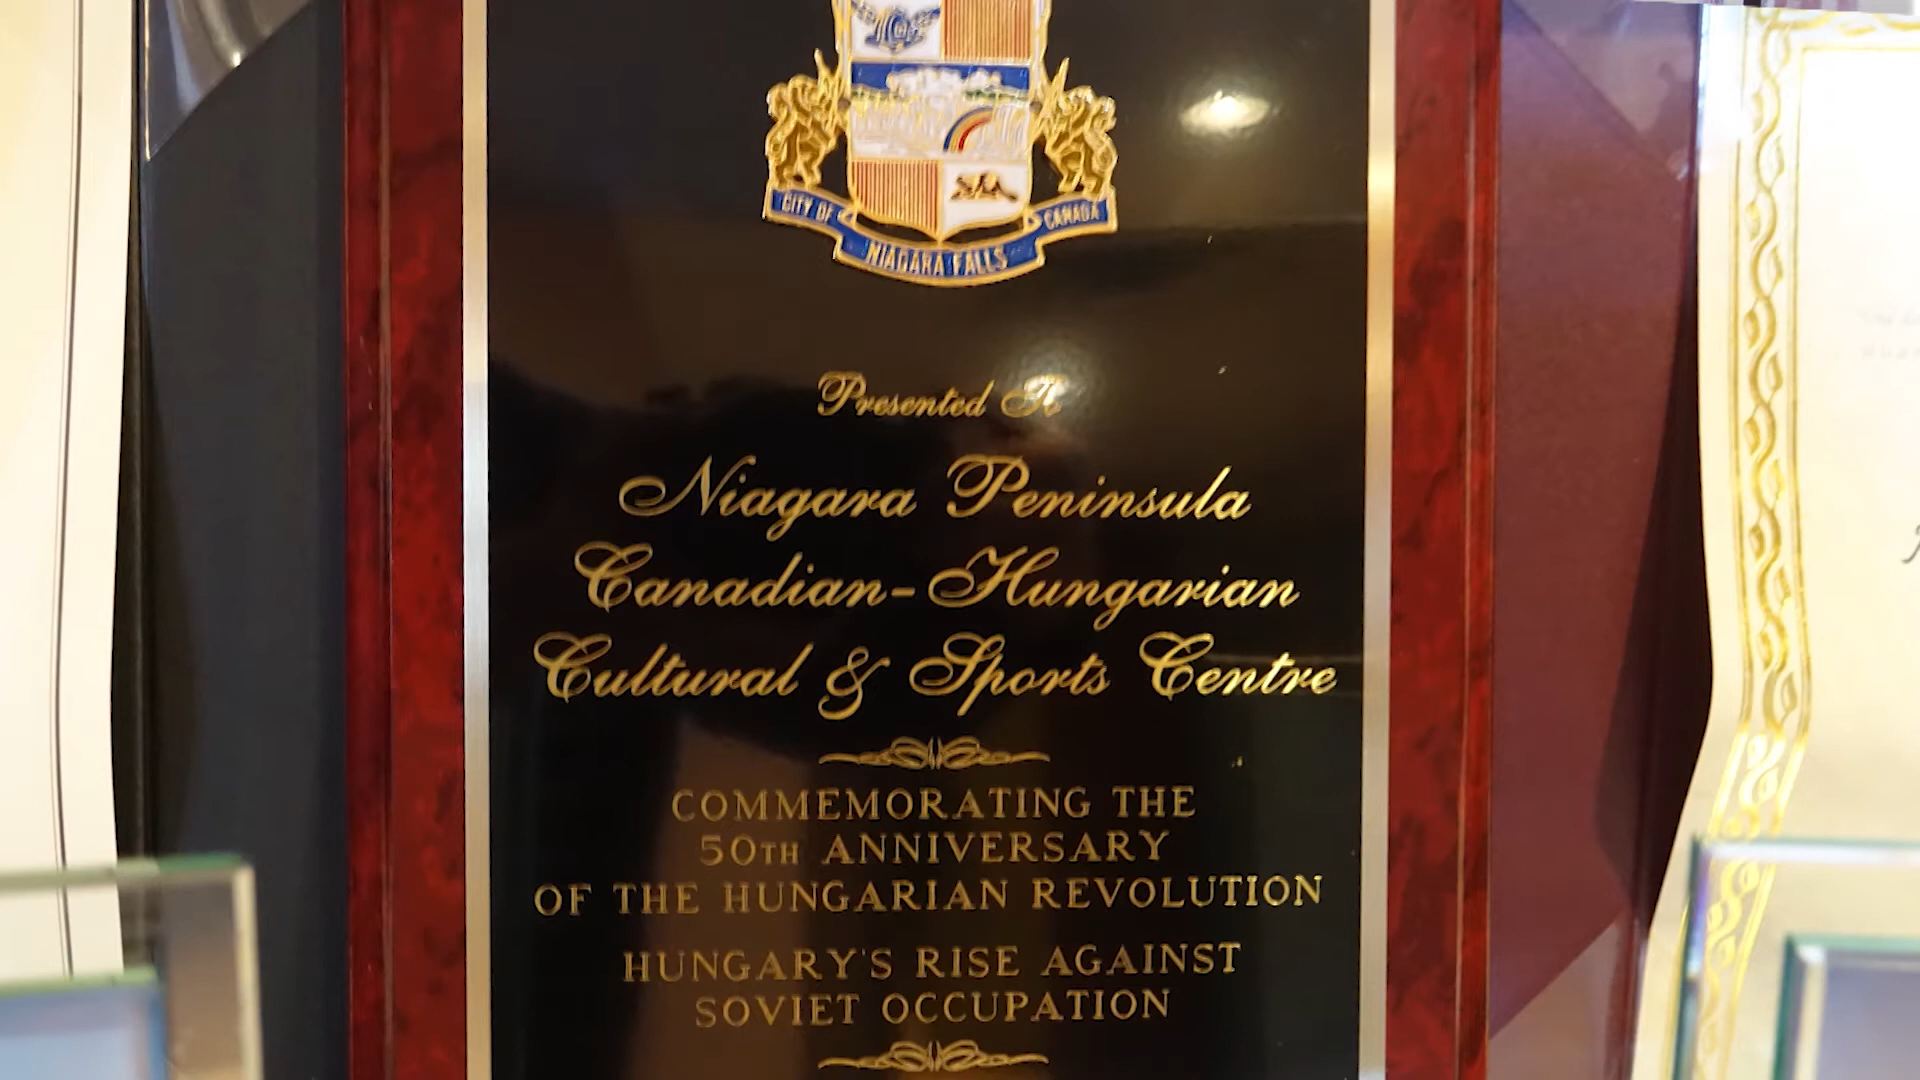 CITY OF
NIAGARA FALLS
CANADA
Presented To
Niagara Peninsula
Canadian-Hungarian
Cultural & Sports Centre
COMMEMORATING THE
50TH ANNIVERSARY
OF THE HUNGARIAN REVOLUTION
HUNGARY'S RISE AGAINST
SOVIET OCCUPATION